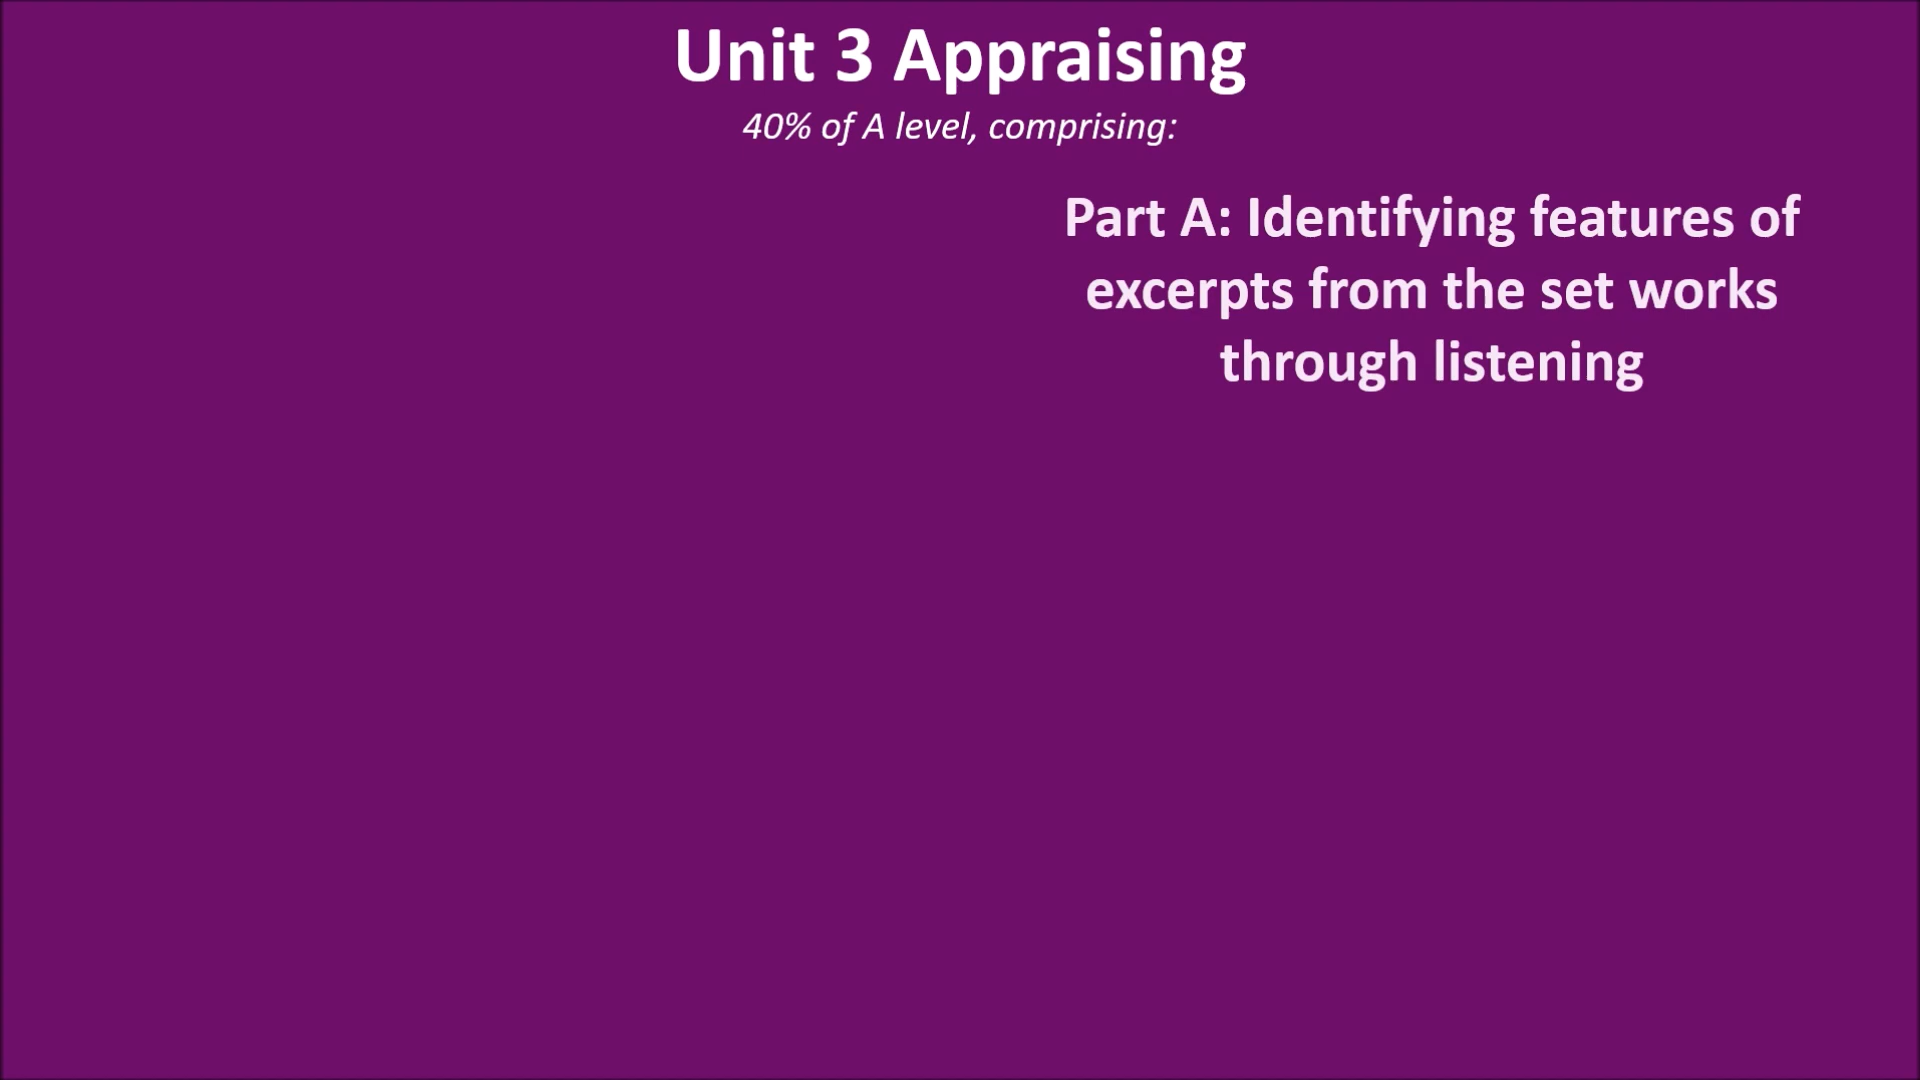 Unit 3 Appraising
40% of A level, comprising:
Part A: Identifying features of
excerpts from the set works
through listening